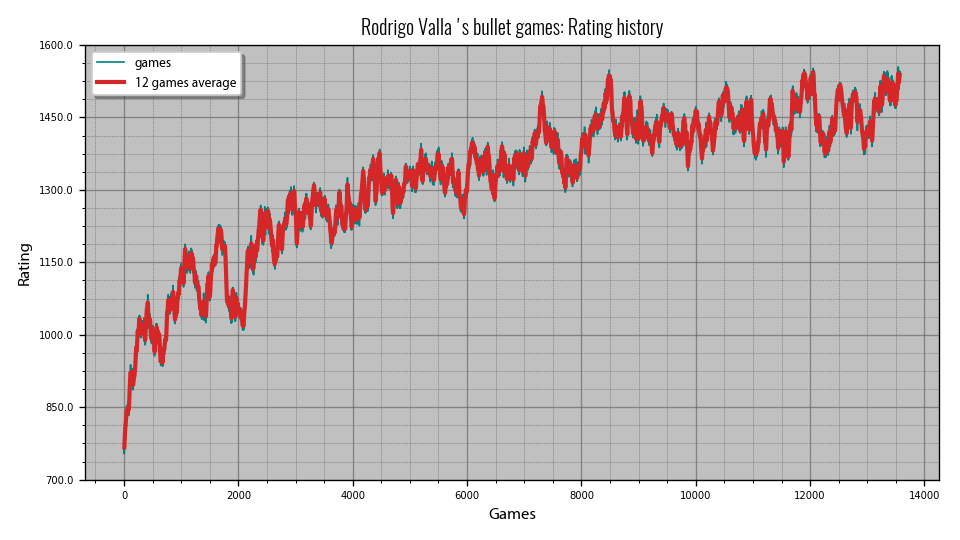 Rodrigo Valla 's bullet games: Rating history
games
12 games average
1600.0
1450.0
1300.0
1150.0
1000.0
850.0
700.0
Rating
0 2000 4000 6000 8000 10000 12000 14000
Games